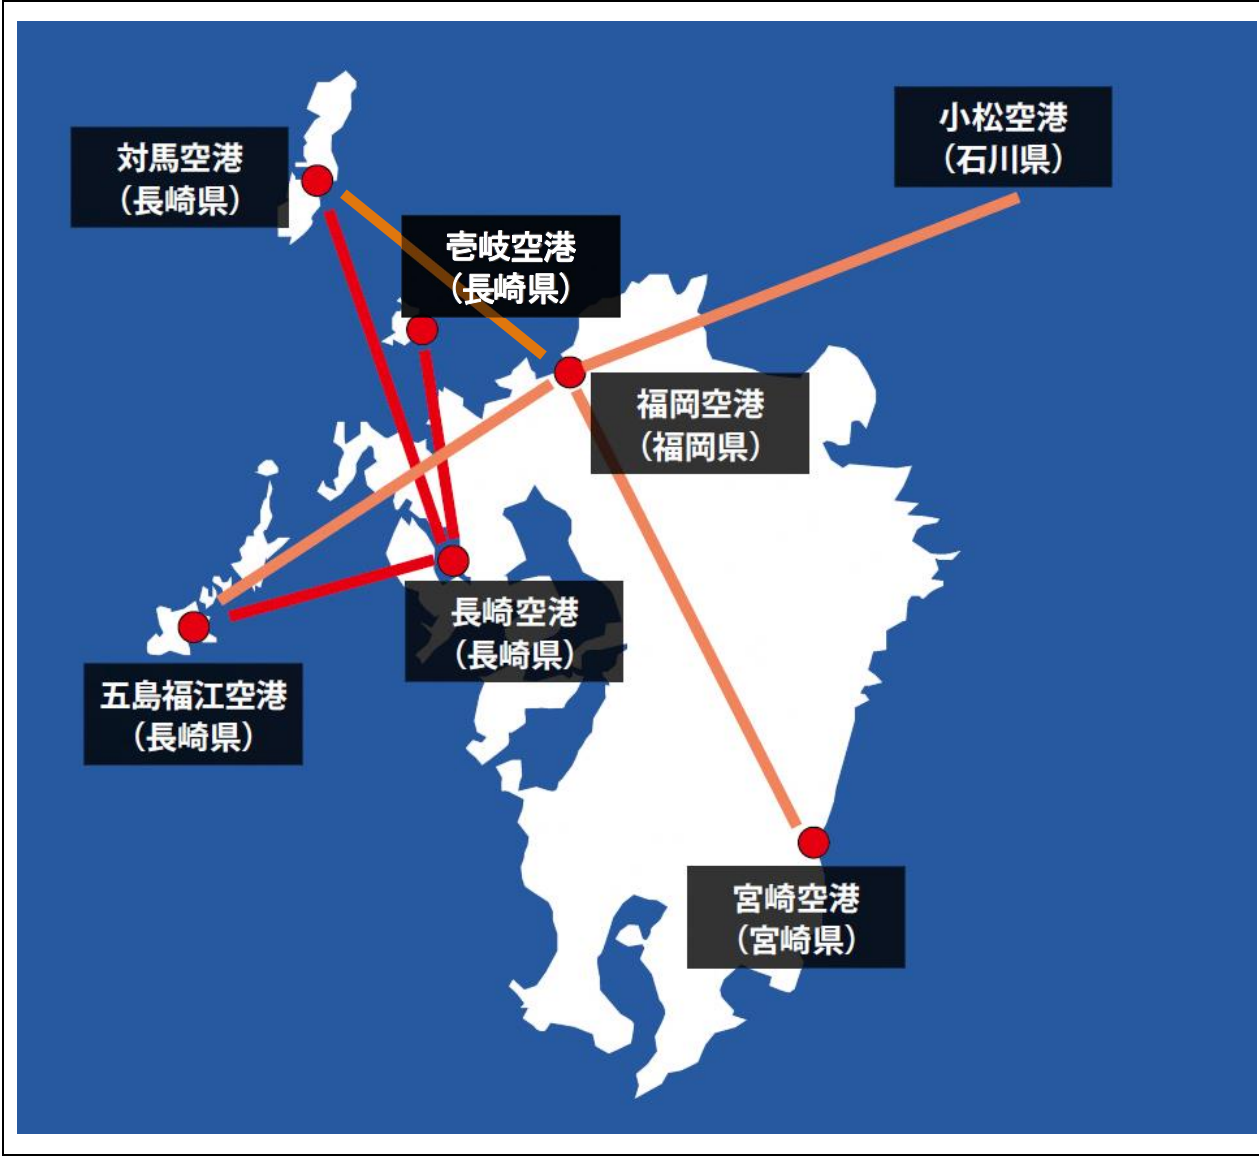 対馬空港
（長崎県）
小松空港
（石川県）
壱岐空港
（長崎県）
福岡空港
（福岡県）
長崎空港
（長崎県）
五島福江空港
（長崎県）
宮崎空港
（宮崎県）